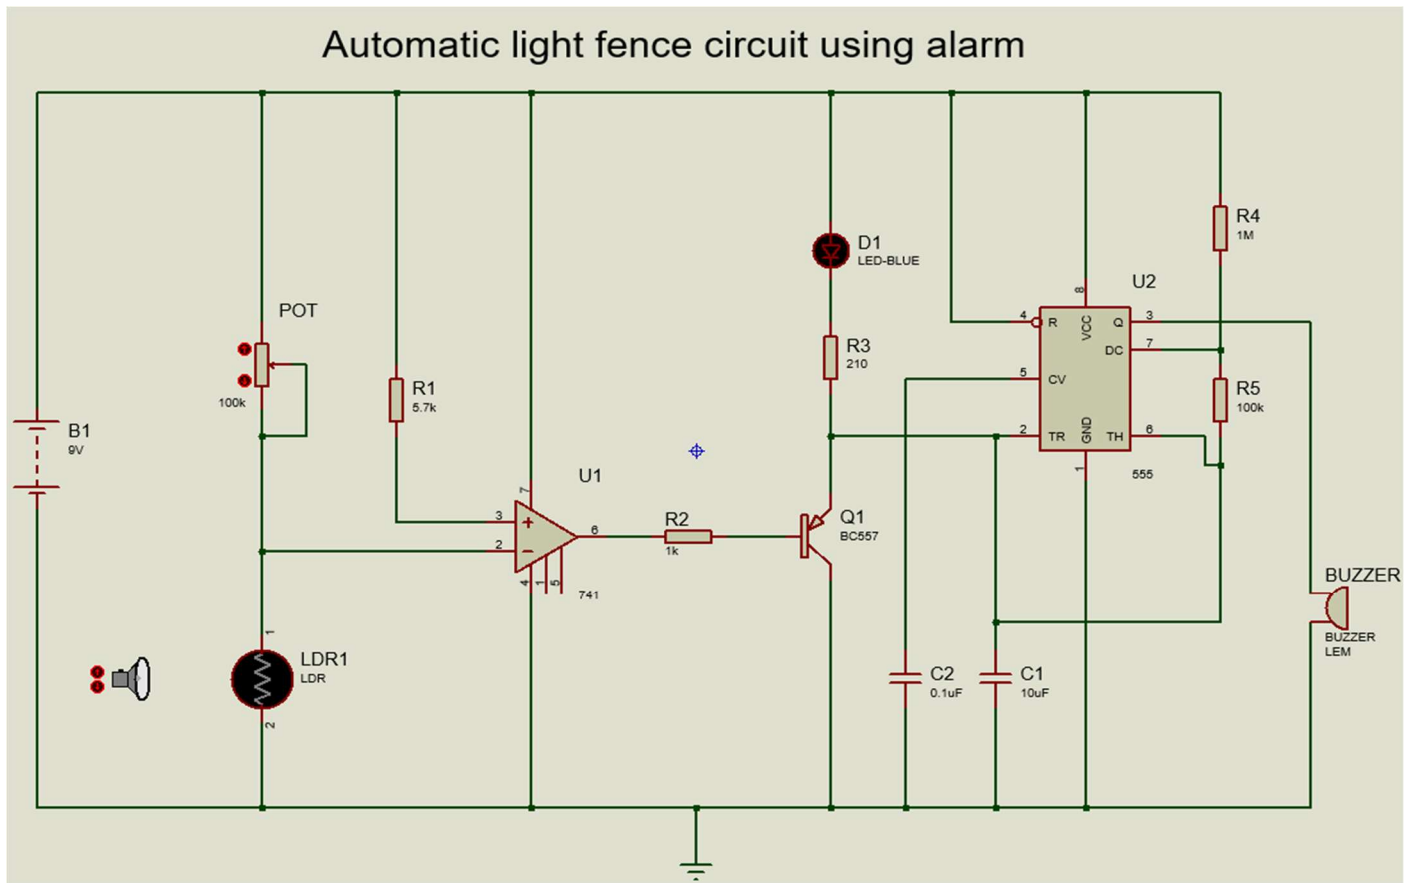 Automatic light fence circuit using alarm
B1
9V
POT
100k
R1
5.7k
LDR1
LDR
1
2
U1
741
3
2
7
6
4
1
5
+
−
R2
1k
D1
LED-BLUE
R3
210
Q1
BC557
U2
555
4
R
8
VCC
Q
3
DC
7
5
CV
2
TR
GND
1
TH
6
R4
1M
R5
100k
C2
0.1uF
C1
10uF
BUZZER
BUZZER
LEM